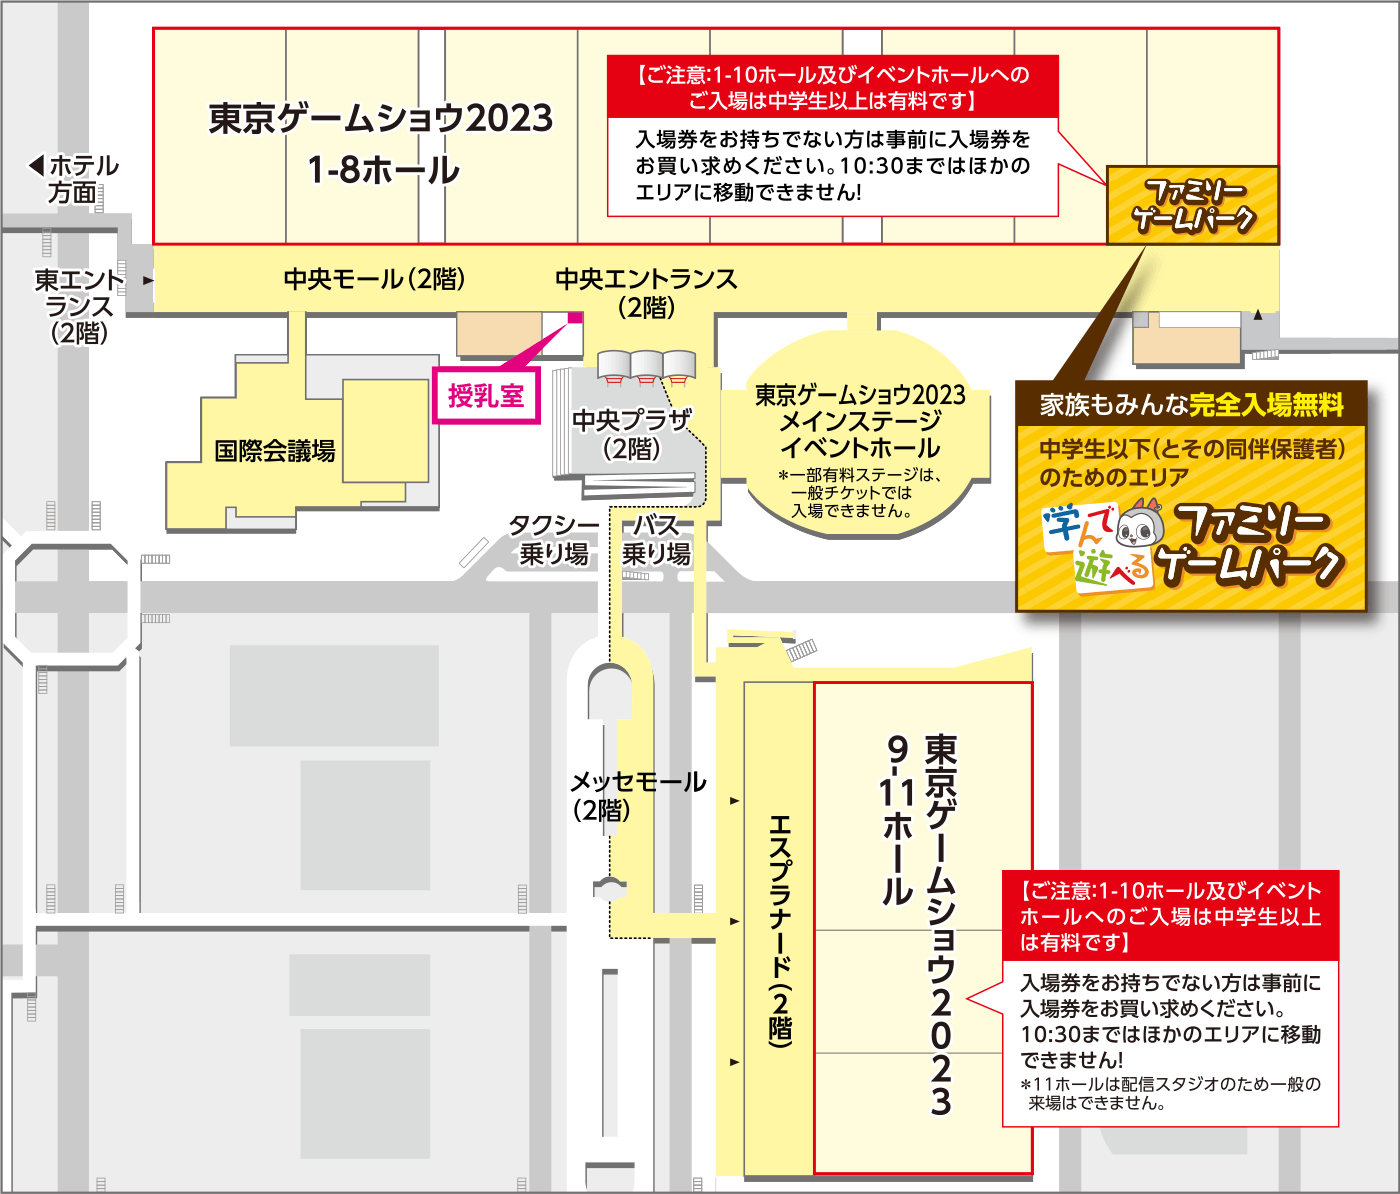 東京ゲームショウ2023
1-8ホール
【ご注意:1-10ホール及びイベントホールへの
ご入場は中学生以上は有料です】
入場券をお持ちでない方は事前に入場券を
お買い求めください。10:30まではほかの
エリアに移動できません!
ファミリー
ゲームパーク
ホテル
方面
東エント
ランス
(2階)
中央モール(2階)
中央エントランス
(2階)
授乳室
国際会議場
中央プラザ
(2階)
東京ゲームショウ2023
メインステージ
イベントホール
*一部有料ステージは、
一般チケットでは
入場できません。
家族もみんな完全入場無料
中学生以下(とその同伴保護者)
のためのエリア
学んで
遊べる
ファミリー
ゲームパーク
タクシー
乗り場
バス
乗り場
メッセモール
(2階)
エスプラナード(2階)
東京ゲームショウ2023
9-11ホール
【ご注意:1-10ホール及びイベント
ホールへのご入場は中学生以上
は有料です】
入場券をお持ちでない方は事前に
入場券をお買い求めください。
10:30まではほかのエリアに移動
できません!
*11ホールは配信スタジオのため一般の
来場はできません。